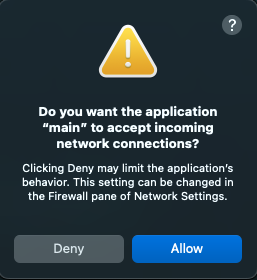 ?
Do you want the application
“main” to accept incoming
network connections?
Clicking Deny may limit the application's
behavior. This setting can be changed in
the Firewall pane of Network Settings.
Deny
Allow